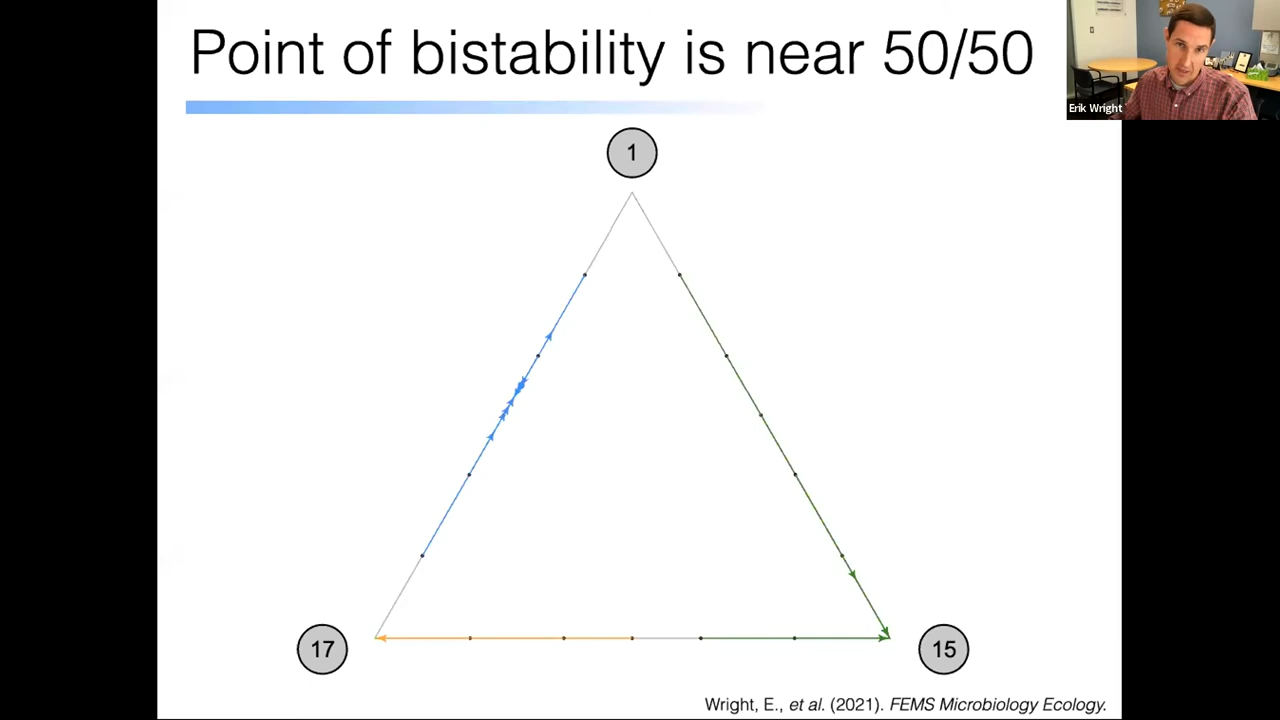 Point of bistability is near 50/50
Erik Wright
1
17
15
Wright, E., et al. (2021). FEMS Microbiology Ecology.